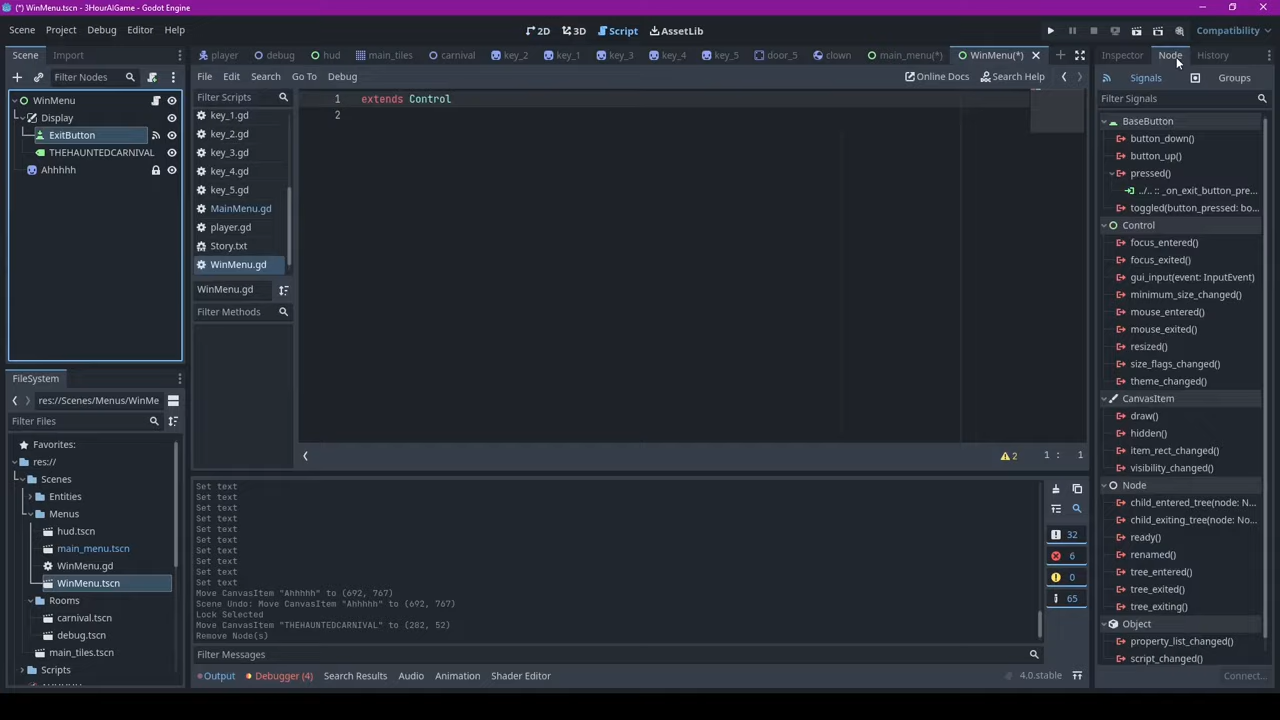 (*) WinMenu.tscn - 3HourAIGame - Godot Engine
Scene Project Debug Editor Help
2D 3D Script AssetLib
Compatibility
Scene Import
player debug hud main_tiles carnival key_2 key_1 key_3 key_4 key_5 door_5 clown main_menu(*) WinMenu(*)
Inspector Node History
Filter Nodes
File Edit Search Go To Debug
Online Docs Search Help
Signals Groups
WinMenu
Display
ExitButton
THEHAUNTEDCARNIVAL
Ahhhhh
Filter Scripts
key_1.gd
key_2.gd
key_3.gd
key_4.gd
key_5.gd
MainMenu.gd
player.gd
Story.txt
WinMenu.gd
WinMenu.gd
Filter Methods
1 extends Control
2
2 1 : 1
Filter Signals
BaseButton
button_down()
button_up()
pressed()
../.. :: _on_exit_button_pre...
toggled(button_pressed: bo...
Control
focus_entered()
focus_exited()
gui_input(event: InputEvent)
minimum_size_changed()
mouse_entered()
mouse_exited()
resized()
size_flags_changed()
theme_changed()
CanvasItem
draw()
hidden()
item_rect_changed()
visibility_changed()
Node
child_entered_tree(node: N...
child_exiting_tree(node: No...
ready()
renamed()
tree_entered()
tree_exited()
tree_exiting()
Object
property_list_changed()
script_changed()
Connect...
FileSystem
res://Scenes/Menus/WinMe
Filter Files
Favorites:
res://
Scenes
Entities
Menus
hud.tscn
main_menu.tscn
WinMenu.gd
WinMenu.tscn
Rooms
carnival.tscn
debug.tscn
main_tiles.tscn
Scripts
Set text
Set text
Set text
Set text
Set text
Set text
Set text
Set text
Set text
Set text
Move CanvasItem "Ahhhhh" to (692, 767)
Scene Undo: Move CanvasItem "Ahhhhh" to (692, 767)
Lock Selected
Move CanvasItem "THEHAUNTEDCARNIVAL" to (282, 52)
Remove Node(s)
32
6
0
65
Filter Messages
Output Debugger (4) Search Results Audio Animation Shader Editor
4.0.stable